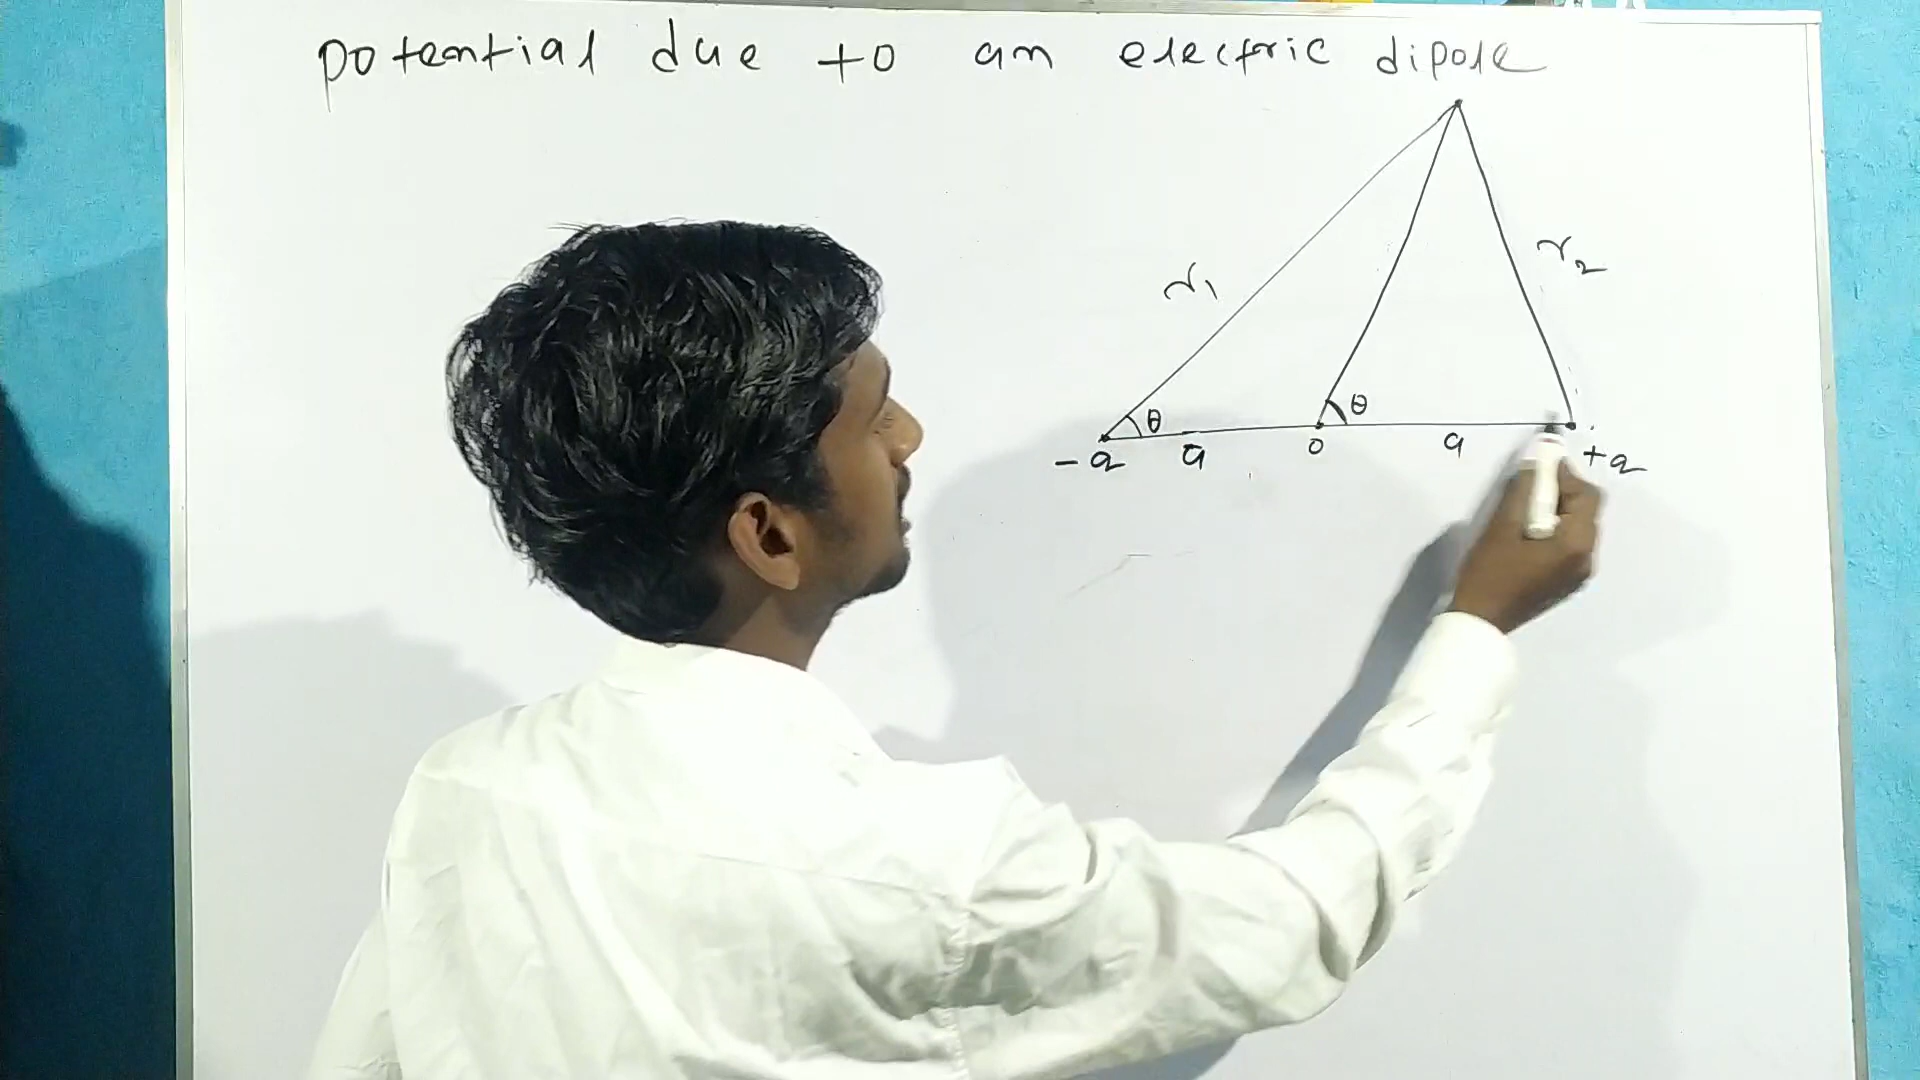 potential due to an electric dipole
r₁
r₂
θ
θ
-q a o a +q